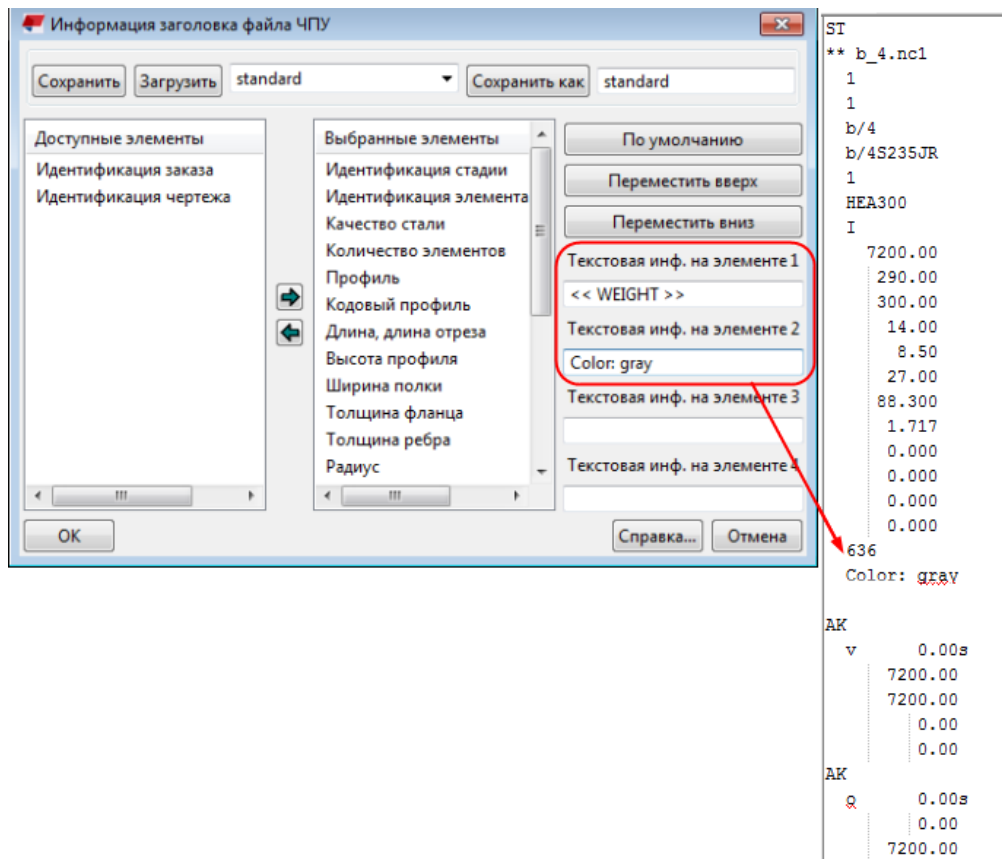 Информация заголовка файла ЧПУ
Сохранить Загрузить standard Сохранить как standard
Доступные элементы
Идентификация заказа
Идентификация чертежа
Выбранные элементы
Идентификация стадии
Идентификация элемента
Качество стали
Количество элементов
Профиль
Кодовый профиль
Длина, длина отреза
Высота профиля
Ширина полки
Толщина фланца
Толщина ребра
Радиус
По умолчанию
Переместить вверх
Переместить вниз
Текстовая инф. на элементе 1
<< WEIGHT >>
Текстовая инф. на элементе 2
Color: gray
Текстовая инф. на элементе 3
Текстовая инф. на элементе 4
OK Справка... Отмена
ST
** b_4.nc1
1
1
b/4
b/4S235JR
1
HEA300
I
7200.00
290.00
300.00
14.00
8.50
27.00
88.300
1.717
0.000
0.000
0.000
0.000
636
Color: gray
AK
v 0.00s
7200.00
7200.00
0.00
0.00
AK
o 0.00s
0.00
7200.00